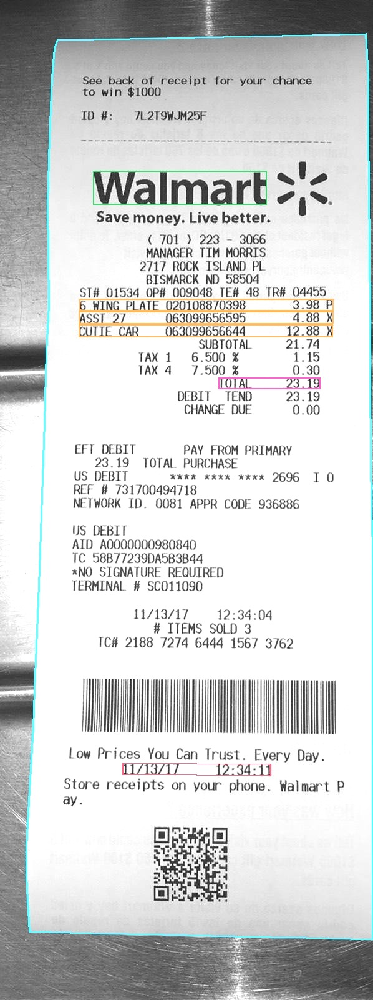 See back of receipt for your chance
to win $1000
ID #: 7L2T9WJM25F
Walmart
Save money. Live better.
( 701 ) 223 - 3066
MANAGER TIM MORRIS
2717 ROCK ISLAND PL
BISMARCK ND 58504
ST# 01534 OP# 009048 TE# 48 TR# 04455
6 WING PLATE 020108870398 3.98 P
ASST 27 063099656595 4.88 X
CUTIE CAR 063099656644 12.88 X
SUBTOTAL 21.74
TAX 1 6.500 % 1.15
TAX 4 7.500 % 0.30
TOTAL 23.19
DEBIT TEND 23.19
CHANGE DUE 0.00
EFT DEBIT PAY FROM PRIMARY
23.19 TOTAL PURCHASE
US DEBIT **** **** **** 2696 I 0
REF # 731700494718
NETWORK ID. 0081 APPR CODE 936886
US DEBIT
AID A0000000980840
TC 58B77239DA5B3B44
*NO SIGNATURE REQUIRED
TERMINAL # SC011090
11/13/17 12:34:04
# ITEMS SOLD 3
TC# 2188 7274 6444 1567 3762
Low Prices You Can Trust. Every Day.
11/13/17 12:34:11
Store receipts on your phone. Walmart P
ay.